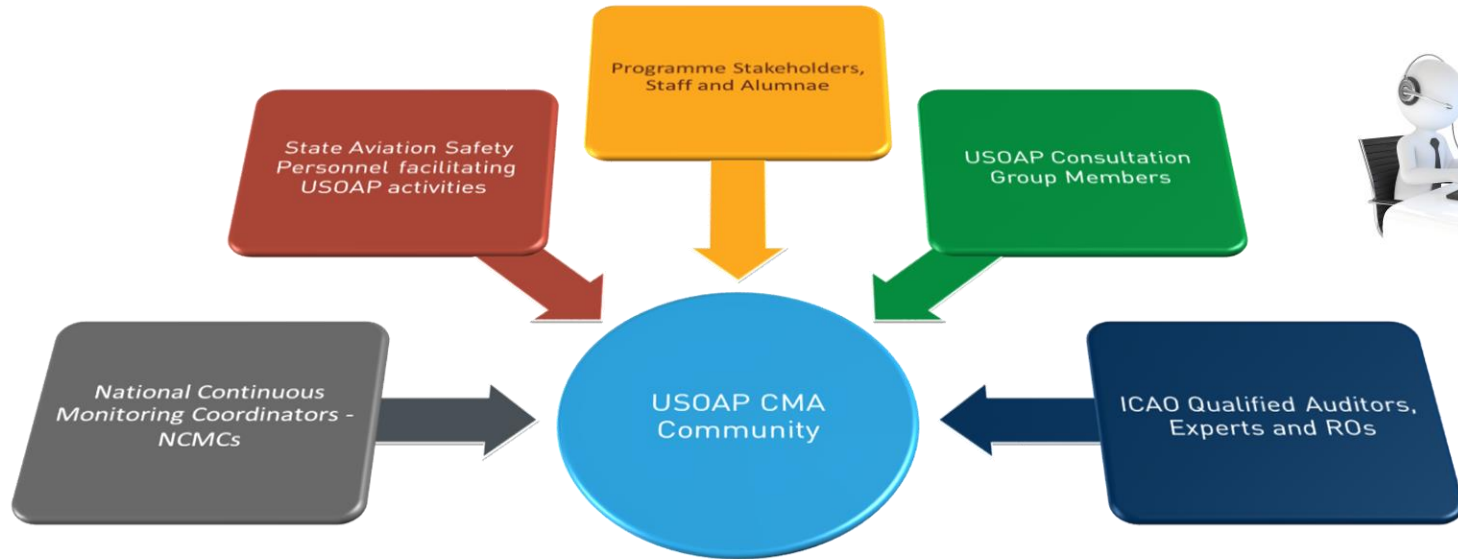 Programme Stakeholders,
Staff and Alumnae
State Aviation Safety
Personnel facilitating
USOAP activities
USOAP Consultation
Group Members
National Continuous
Monitoring Coordinators -
NCMCs
USOAP CMA
Community
ICAO Qualified Auditors,
Experts and ROs